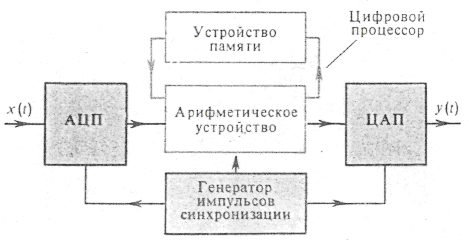 Устройство
памяти
Цифровой
процессор
x(t)
АЦП
Арифметическое
устройство
ЦАП
y(t)
Генератор
импульсов
синхронизации